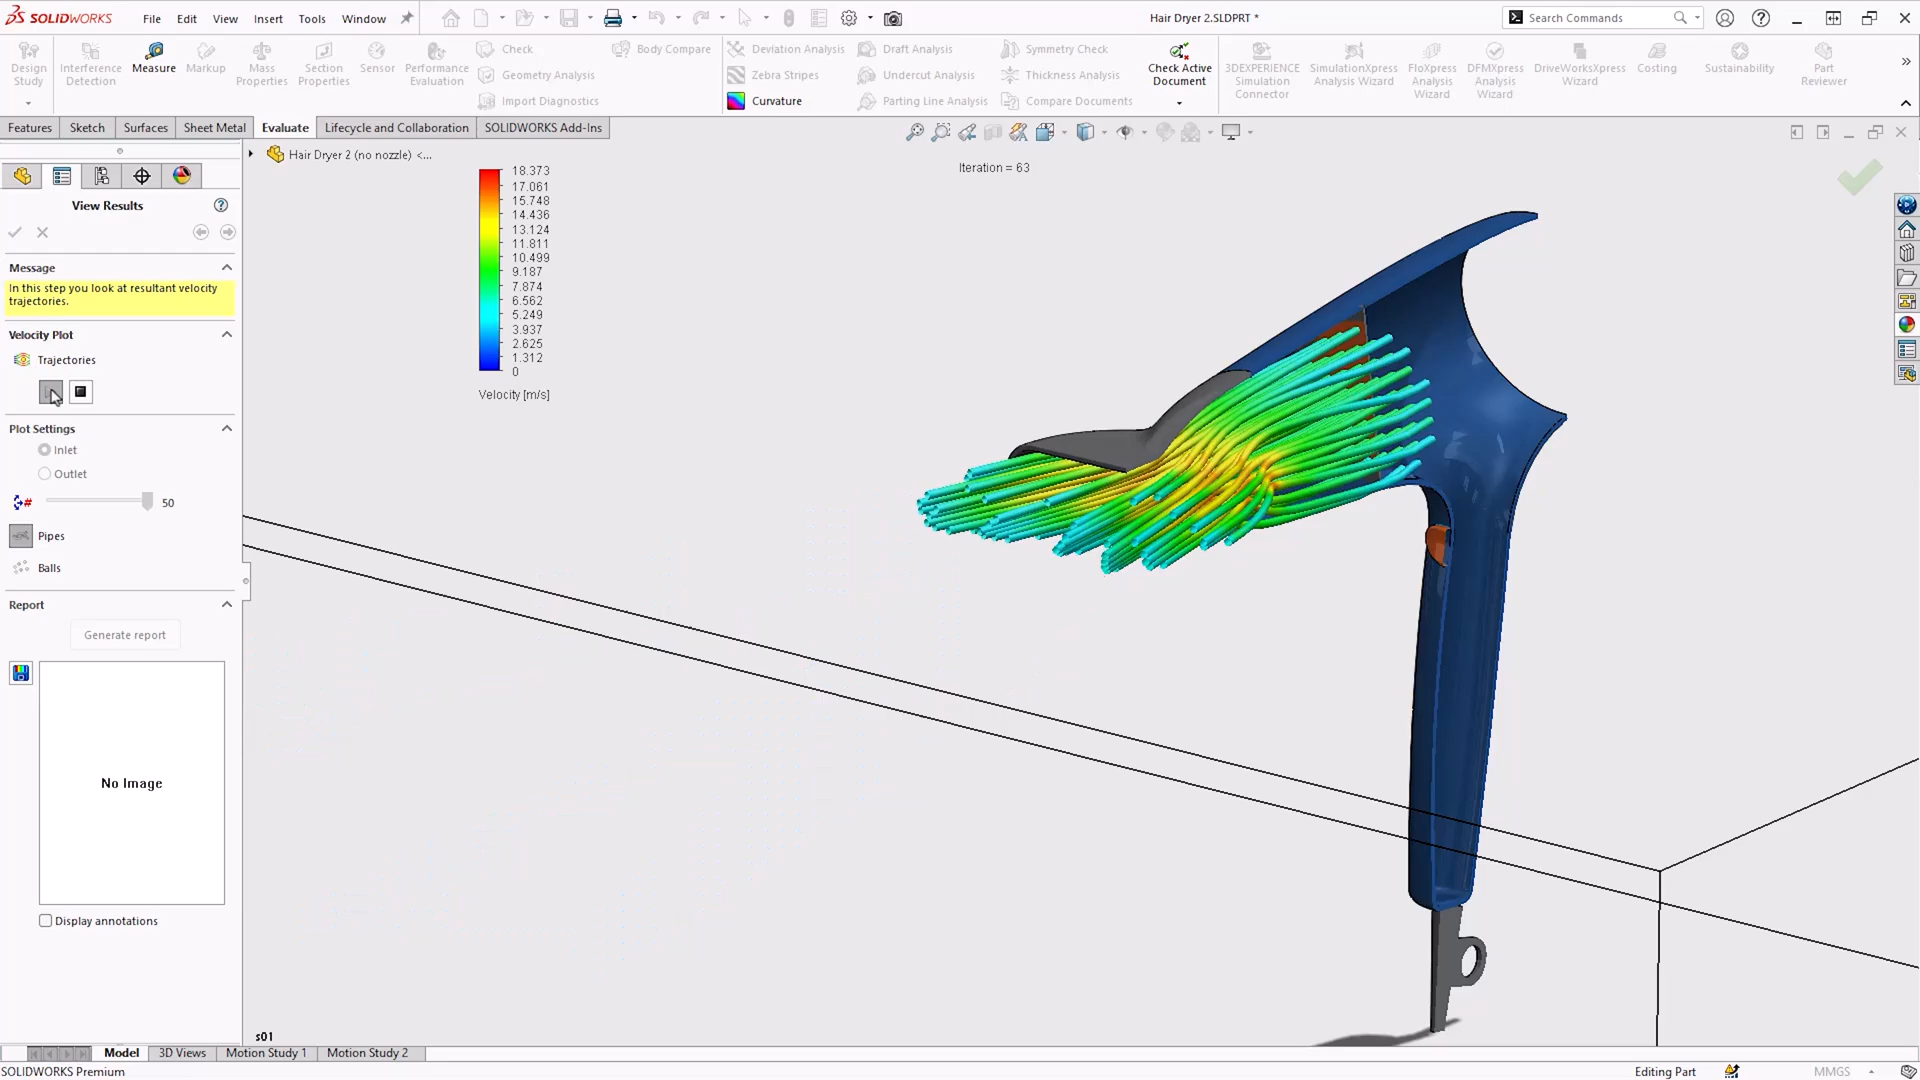 SOLIDWORKS
File Edit View Insert Tools Window
Hair Dryer 2.SLDPRT *
Search Commands
Design Study
Interference Detection
Measure
Markup
Mass Properties
Section Properties
Sensor
Performance Evaluation
Check
Geometry Analysis
Import Diagnostics
Body Compare
Deviation Analysis
Zebra Stripes
Curvature
Draft Analysis
Undercut Analysis
Parting Line Analysis
Symmetry Check
Thickness Analysis
Compare Documents
Check Active Document
3DEXPERIENCE Simulation Connector
SimulationXpress Analysis Wizard
FloXpress Analysis Wizard
DFMXpress Analysis Wizard
DriveWorksXpress Wizard
Costing
Sustainability
Part Reviewer
Features Sketch Surfaces Sheet Metal Evaluate Lifecycle and Collaboration SOLIDWORKS Add-Ins
Hair Dryer 2 (no nozzle) <...
Iteration = 63
18.373
17.061
15.748
14.436
13.124
11.811
10.499
9.187
7.874
6.562
5.249
3.937
2.625
1.312
0
Velocity [m/s]
View Results
Message
In this step you look at resultant velocity
trajectories.
Velocity Plot
Trajectories
Plot Settings
Inlet
Outlet
50
Pipes
Balls
Report
Generate report
No Image
Display annotations
s01
Model 3D Views Motion Study 1 Motion Study 2
SOLIDWORKS Premium
Editing Part
MMGS